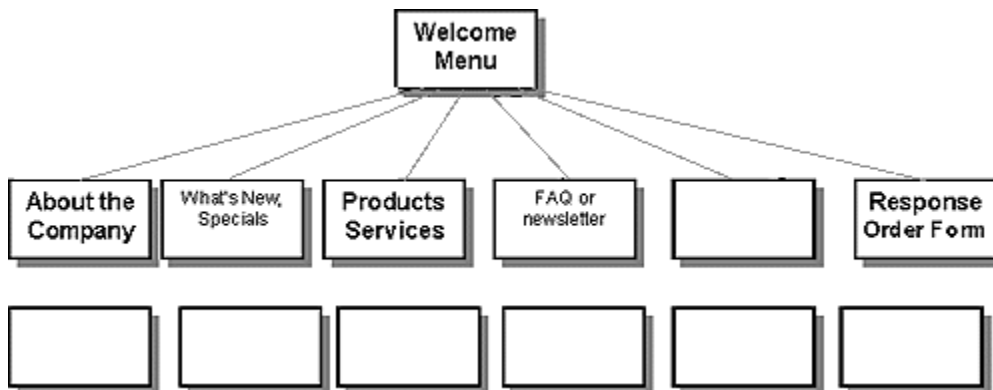 Welcome
Menu
About the
Company
What's New,
Specials
Products
Services
FAQ or
newsletter
Response
Order Form